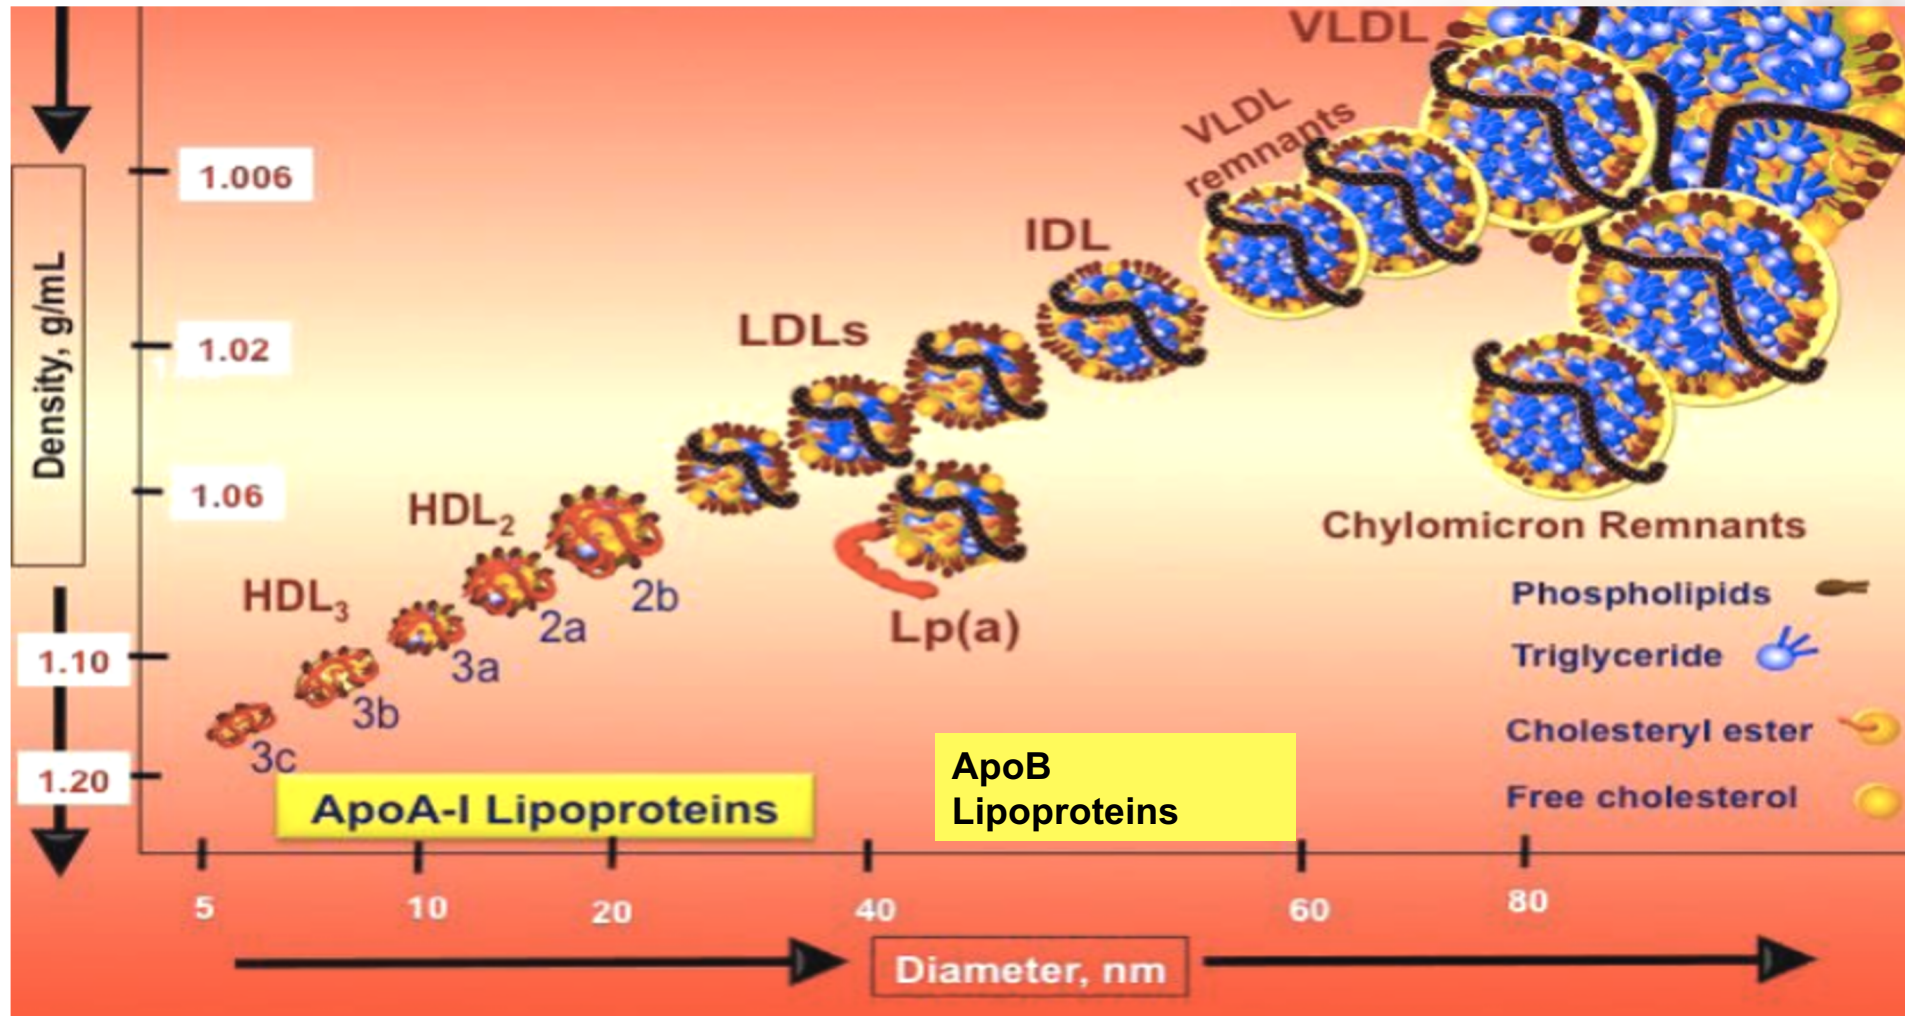 VLDL
VLDL
remnants
1.006
IDL
Density, g/mL
LDLs
1.02
1.06
HDL2
2b
Chylomicron Remnants
HDL3
2a
Lp(a)
Phospholipids
1.10
3a
Triglyceride
3b
3c
Cholesteryl ester
1.20
ApoA-I Lipoproteins
ApoB
Lipoproteins
Free cholesterol
5
10
20
40
60
80
Diameter, nm